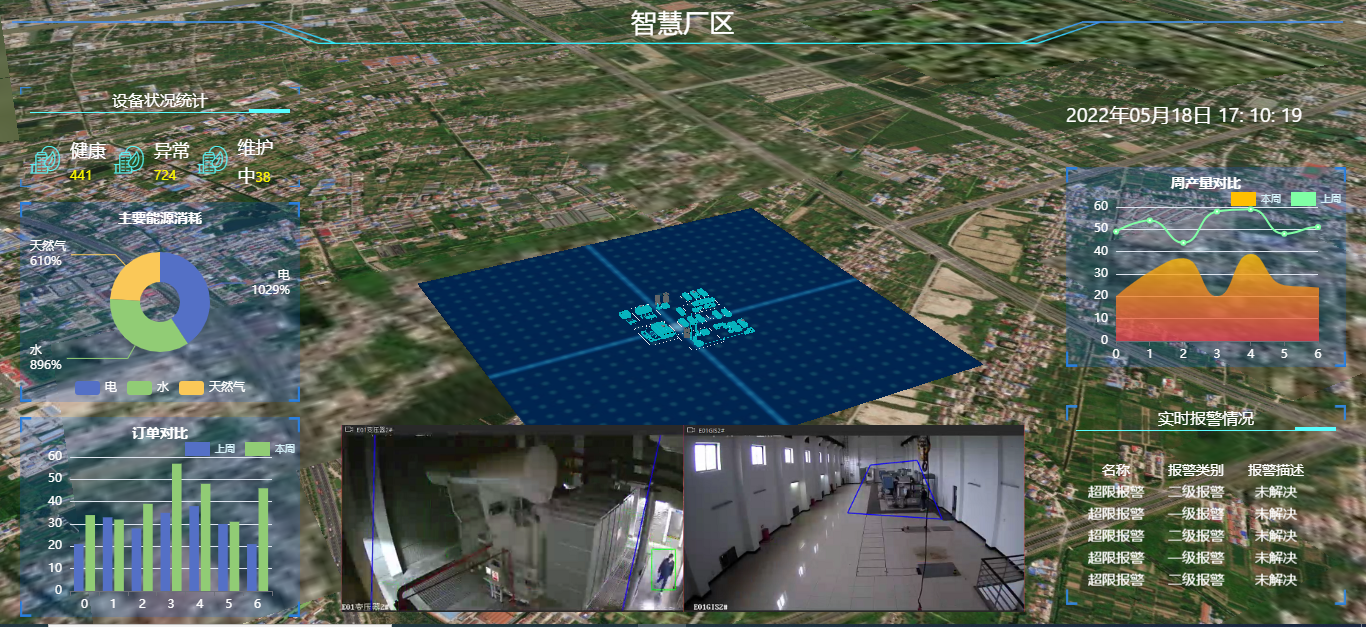 智慧厂区
设备状况统计
健康
441
异常
724
维护
中38
主要能源消耗
天然气
610%
电
1029%
水
896%
电 水 天然气
订单对比
上周 本周
60
50
40
30
20
10
0
0 1 2 3 4 5 6
E01变压器2#
E01变压器2#
E01GIS2#
E01GIS2#
2022年05月18日 17: 10: 19
周产量对比
本周 上周
60
50
40
30
20
10
0
0 1 2 3 4 5 6
实时报警情况
名称 报警类别 报警描述
超限报警 二级报警 未解决
超限报警 一级报警 未解决
超限报警 二级报警 未解决
超限报警 一级报警 未解决
超限报警 二级报警 未解决